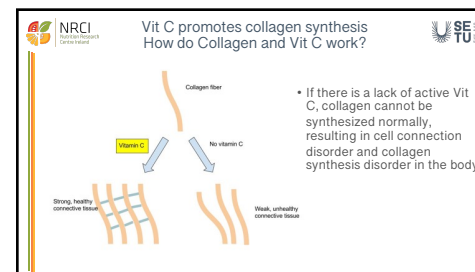 NRCI
Nutrition Research
Centre Ireland
Vit C promotes collagen synthesis
How do Collagen and Vit C work?
SE
TU
Collagen fiber
Vitamin C
No vitamin C
Strong, healthy
connective tissue
Weak, unhealthy
connective tissue
• If there is a lack of active Vit
C, collagen cannot be
synthesized normally,
resulting in cell connection
disorder and collagen
synthesis disorder in the body